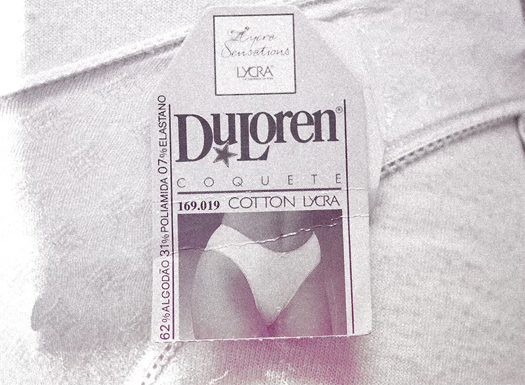 Lycra
Sensations
LYCRA
DuLoren®
COQUETE
169.019 COTTON LYCRA
62%ALGODÃO 31%POLIAMIDA 07%ELASTANO